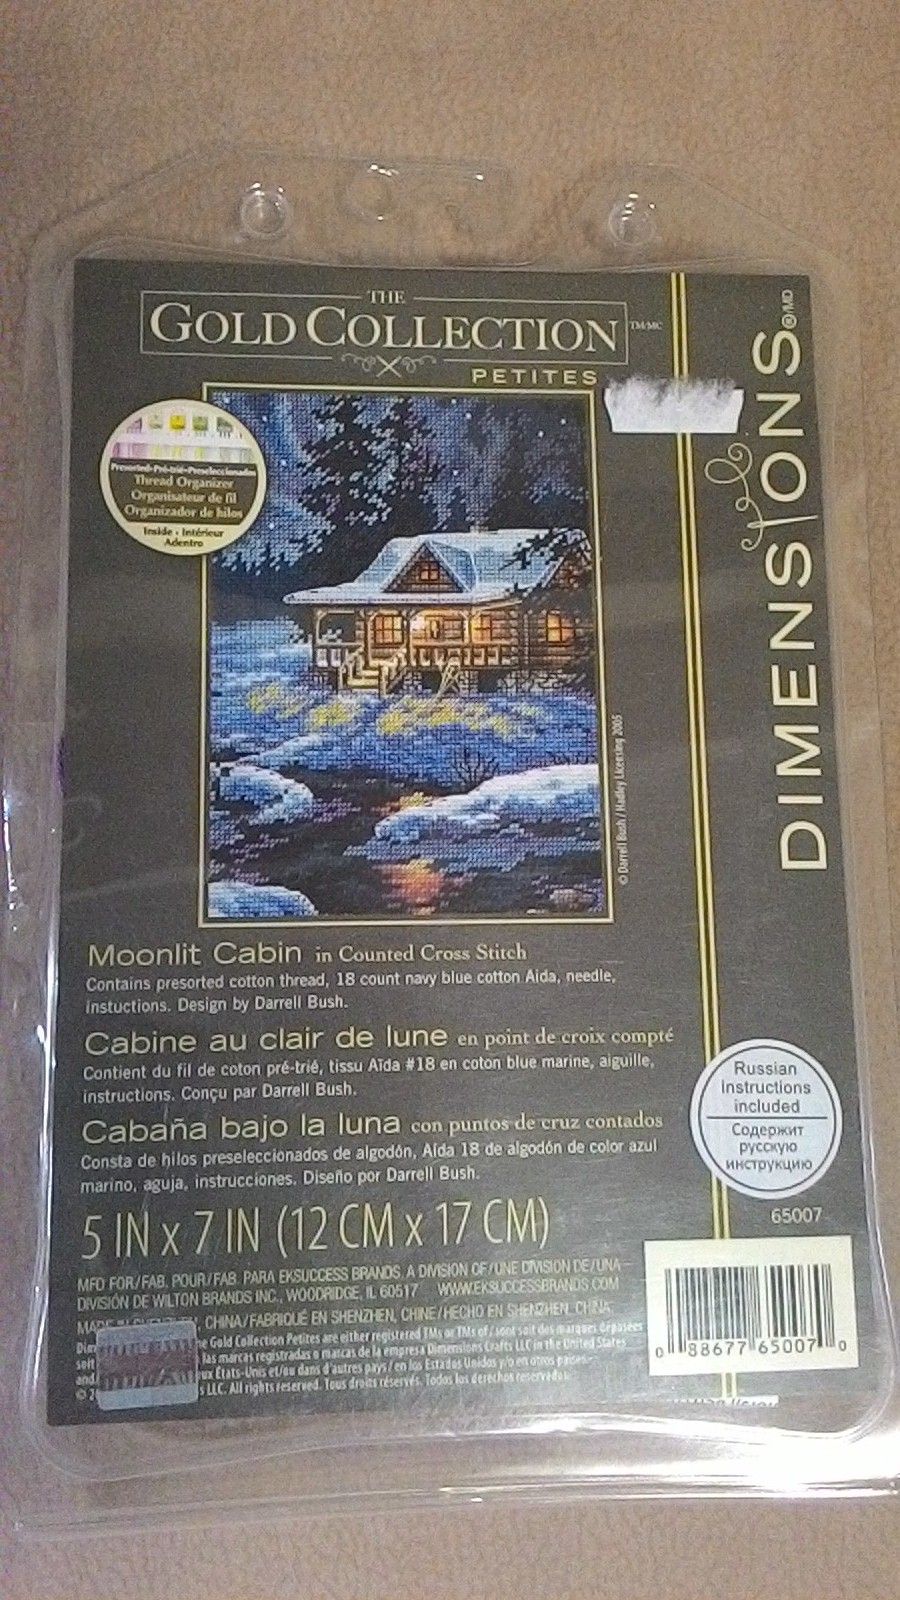 THE
GOLD COLLECTION TM/MC
PETITES
DIMENSIONS ®/MD
Presorted•Pré-trié•Preseleccionados
Thread Organizer
Organisateur de fil
Organizador de hilos
Inside • Intérieur
Adentro
© Darrell Bush / Hadley Licensing 2005
Moonlit Cabin in Counted Cross Stitch
Contains presorted cotton thread, 18 count navy blue cotton Aida, needle,
instuctions. Design by Darrell Bush.
Cabine au clair de lune en point de croix compté
Contient du fil de coton pré-trié, tissu Aïda #18 en coton blue marine, aiguille,
instructions. Conçu par Darrell Bush.
Cabaña bajo la luna con puntos de cruz contados
Consta de hilos preseleccionados de algodón, Aída 18 de algodón de color azul
marino, aguja, instrucciones. Diseño por Darrell Bush.
Russian
Instructions
included
Содержит
русскую
инструкцию
65007
5 IN x 7 IN (12 CM x 17 CM)
MFD FOR/FAB. POUR/FAB. PARA EKSUCCESS BRANDS, A DIVISION OF/UNE DIVISION DE/UNA
DIVISIÓN DE WILTON BRANDS INC., WOODRIDGE, IL 60517 WWW.EKSUCCESSBRANDS.COM
CHINA/FABRIQUÉ EN SHENZHEN, CHINE/HECHO EN SHENZHEN, CHINA
Gold Collection Petites are either registered TMs or TMs of / sont soit des marques déposées
las marcas registradas o marcas de la empresa Dimensions Crafts LLC in the United States
États-Unis et/ou dans d'autres pays / en los Estados Unidos y/o en otros países.
LLC. All rights reserved. Tous droits réservés. Todos los derechos reservados.
0 88677 65007 0